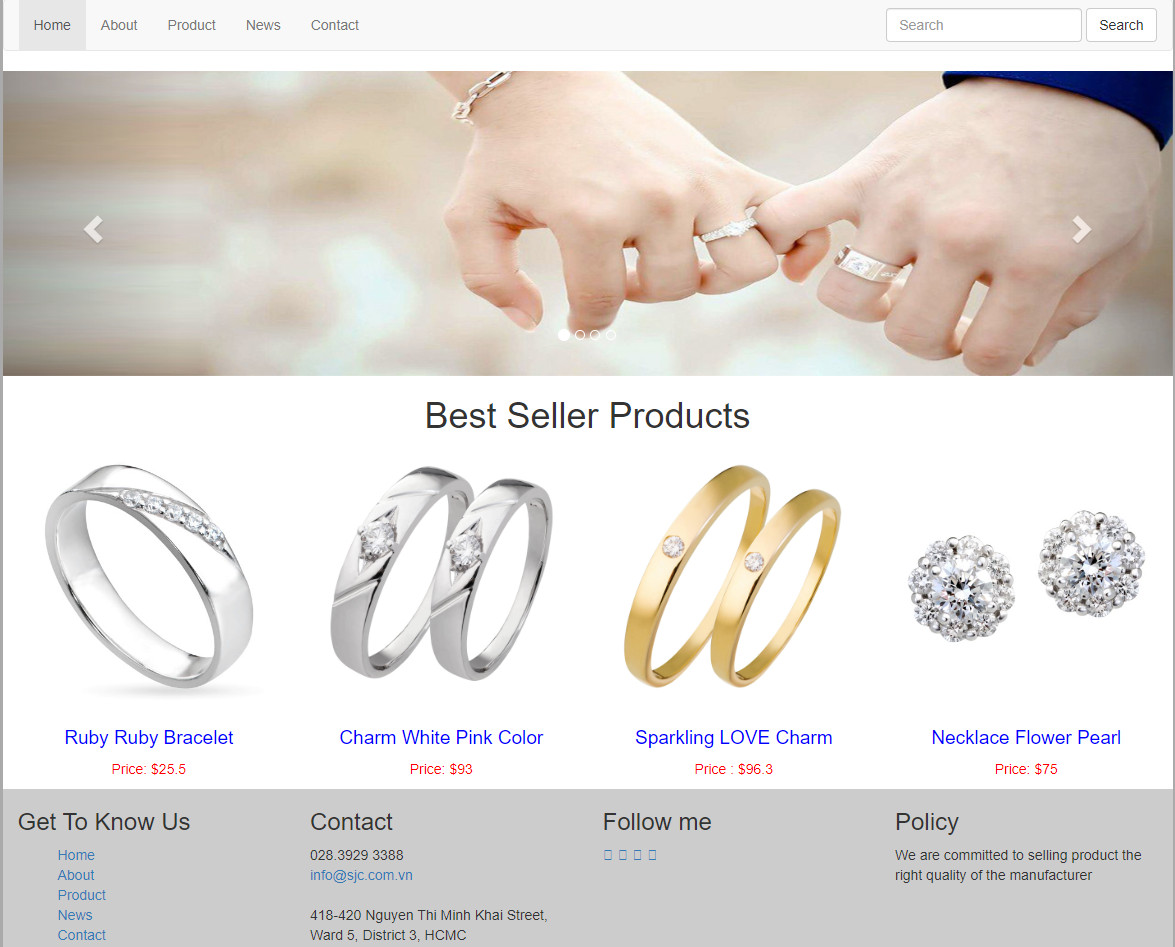 Home About Product News Contact Search Search
Best Seller Products
Ruby Ruby Bracelet
Price: $25.5
Charm White Pink Color
Price: $93
Sparkling LOVE Charm
Price : $96.3
Necklace Flower Pearl
Price: $75
Get To Know Us
Home
About
Product
News
Contact
Contact
028.3929 3388
info@sjc.com.vn
418-420 Nguyen Thi Minh Khai Street,
Ward 5, District 3, HCMC
Follow me
Policy
We are committed to selling product the
right quality of the manufacturer